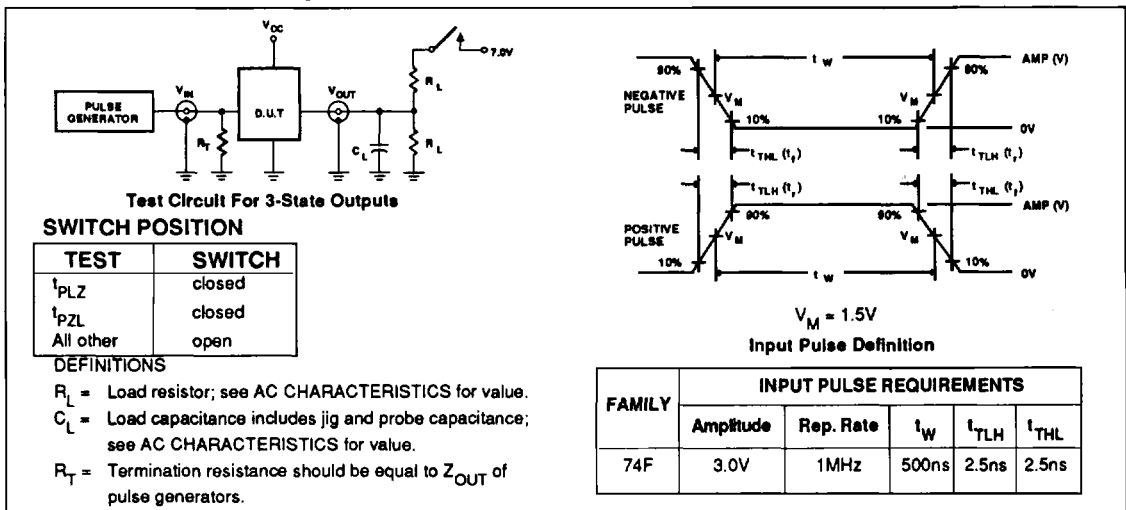 V_CC
7.0V
PULSE GENERATOR
V_IN
D.U.T
V_OUT
R_T
C_L
R_L
R_L
Test Circuit For 3-State Outputs
SWITCH POSITION
TEST SWITCH
t_PLZ closed
t_PZL closed
All other open
DEFINITIONS
R_L = Load resistor; see AC CHARACTERISTICS for value.
C_L = Load capacitance includes jig and probe capacitance;
see AC CHARACTERISTICS for value.
R_T = Termination resistance should be equal to Z_OUT of
pulse generators.
t_W
AMP (V)
90% 90%
NEGATIVE
PULSE
V_M V_M
10% 10%
0V
t_THL (t_f) t_TLH (t_r)
t_TLH (t_r) t_THL (t_f)
AMP (V)
90% 90%
POSITIVE
PULSE
V_M V_M
10% 10%
t_W
0V
V_M = 1.5V
Input Pulse Definition
FAMILY INPUT PULSE REQUIREMENTS
Amplitude Rep. Rate t_W t_TLH t_THL
74F 3.0V 1MHz 500ns 2.5ns 2.5ns